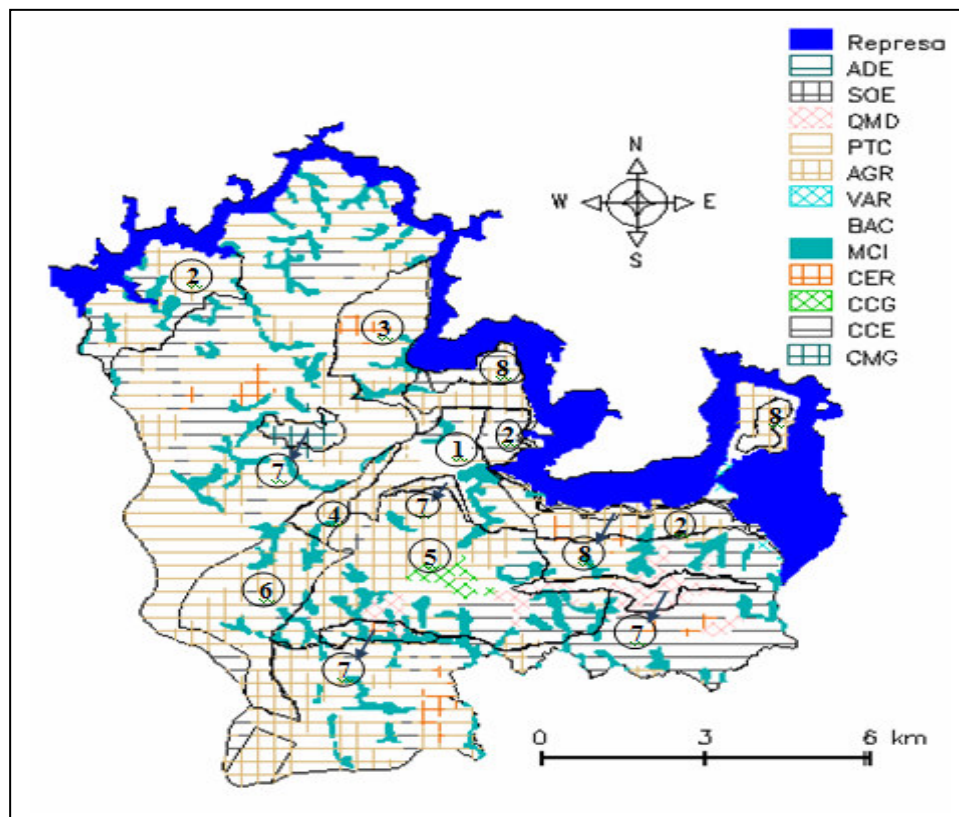 Represa
ADE
SOE
QMD
PTC
AGR
VAR
BAC
MCI
CER
CCG
CCE
CMG
N
W E
S
2
3
8
8
2
1
7
7
4
2
5
8
6
7
7
0 3 6 km